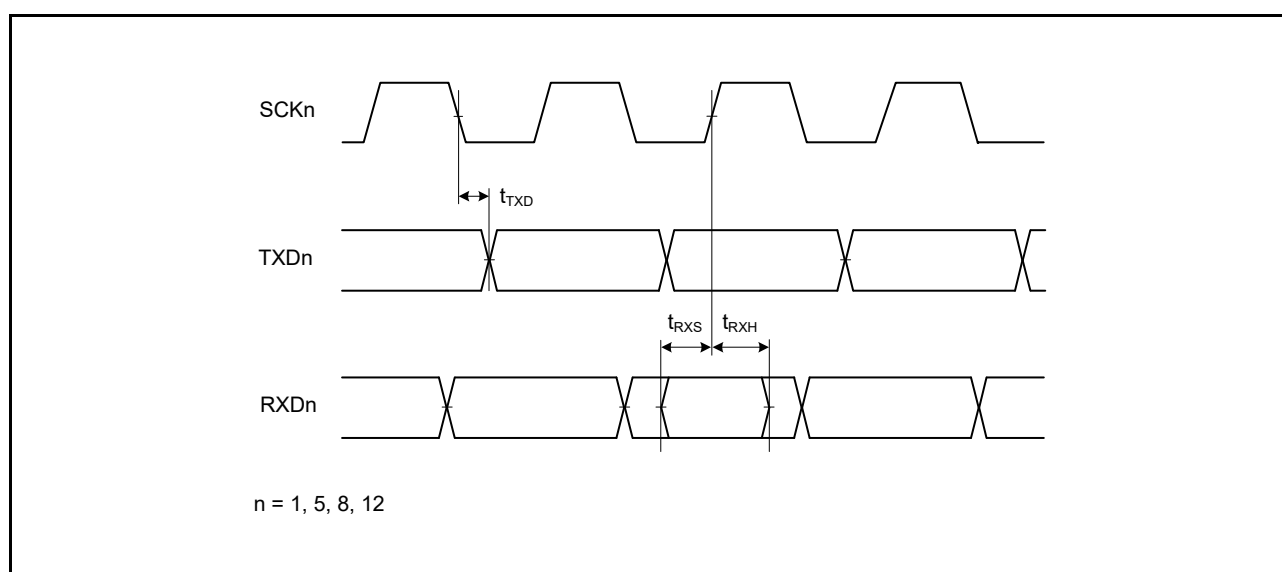 SCKn
tTXD
TXDn
tRXS tRXH
RXDn
n = 1, 5, 8, 12